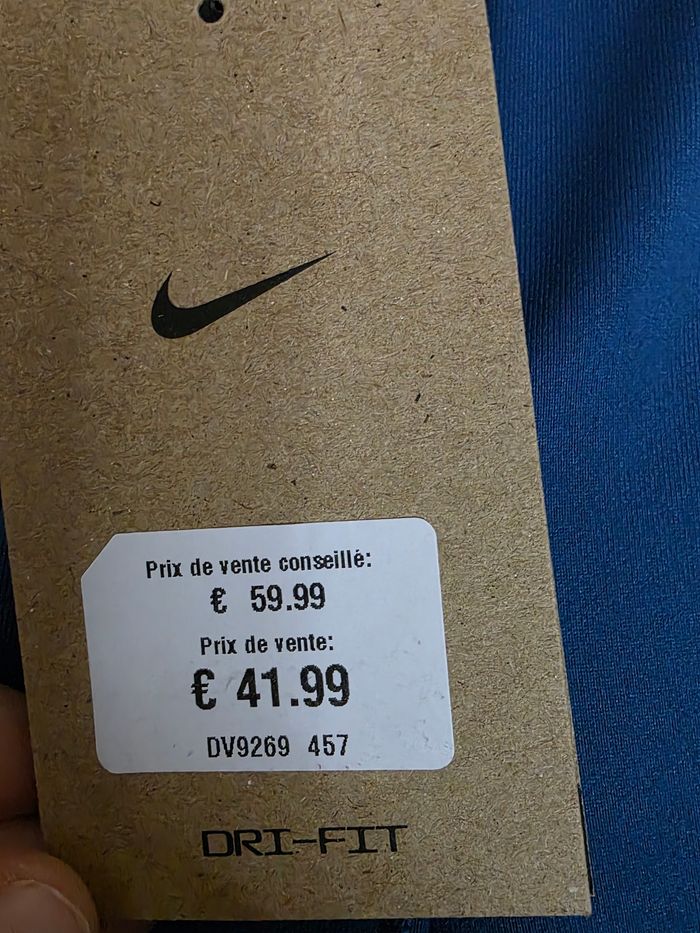 Prix de vente conseillé:
€ 59.99
Prix de vente:
€ 41.99
DV9269 457
DRI-FIT